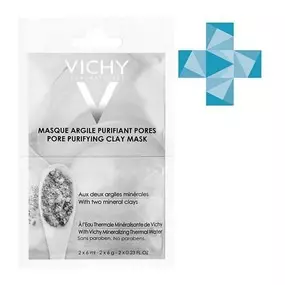 VICHY
LABORATOIRES
MASQUE ARGILE PURIFIANT PORES
PORE PURIFYING CLAY MASK
Aux deux argiles minérales
With two mineral clays
À l'Eau Thermale Minéralisante de Vichy
With Vichy Mineralizing Thermal Water
Sans paraben. No paraben.
2 x 6 ml - 2 x 6 g - 2 x 0.23 FL.OZ